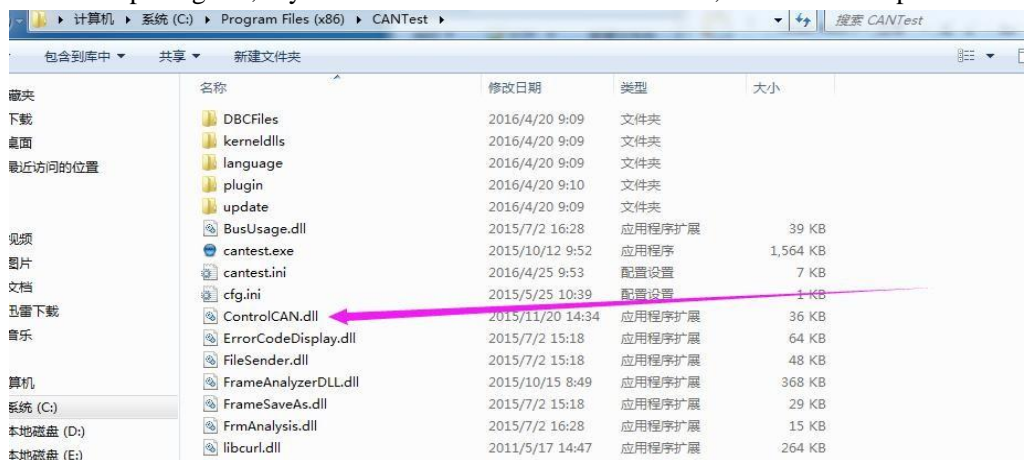 计算机 ▸ 系统 (C:) ▸ Program Files (x86) ▸ CANTest ▸ 搜索 CANTest
包含到库中 共享 新建文件夹
名称 修改日期 类型 大小
藏夹
下载
桌面
最近访问的位置
视频
图片
文档
迅雷下载
音乐
算机
系统 (C:)
本地磁盘 (D:)
本地磁盘 (E:)
DBCFiles 2016/4/20 9:09 文件夹
kerneldlls 2016/4/20 9:09 文件夹
language 2016/4/20 9:09 文件夹
plugin 2016/4/20 9:10 文件夹
update 2016/4/20 9:09 文件夹
BusUsage.dll 2015/7/2 16:28 应用程序扩展 39 KB
cantest.exe 2015/10/12 9:52 应用程序 1,564 KB
cantest.ini 2016/4/25 9:53 配置设置 7 KB
cfg.ini 2015/5/25 10:39 配置设置 1 KB
ControlCAN.dll 2015/11/20 14:34 应用程序扩展 36 KB
ErrorCodeDisplay.dll 2015/7/2 15:18 应用程序扩展 64 KB
FileSender.dll 2015/7/2 15:18 应用程序扩展 48 KB
FrameAnalyzerDLL.dll 2015/10/15 8:49 应用程序扩展 368 KB
FrameSaveAs.dll 2015/7/2 15:18 应用程序扩展 29 KB
FrmAnalysis.dll 2015/7/2 16:28 应用程序扩展 15 KB
libcurl.dll 2011/5/17 14:47 应用程序扩展 264 KB